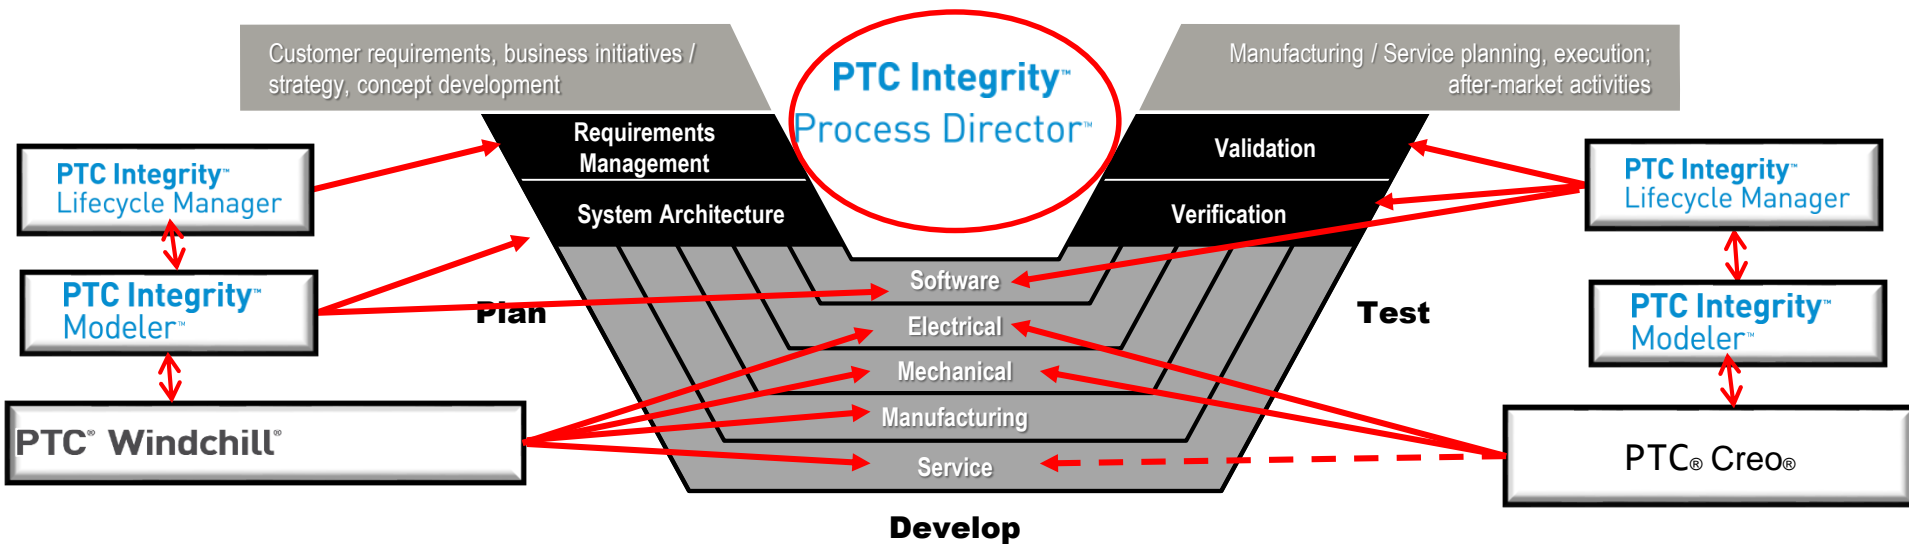 Customer requirements, business initiatives /
strategy, concept development
PTC Integrity™
Process Director™
Manufacturing / Service planning, execution;
after-market activities
Requirements
Management
Validation
System Architecture
Verification
PTC Integrity™
Lifecycle Manager
PTC Integrity™
Lifecycle Manager
PTC Integrity™
Modeler™
PTC Integrity™
Modeler™
Plan
Test
Software
Electrical
Mechanical
Manufacturing
Service
PTC® Windchill®
PTC® Creo®
Develop